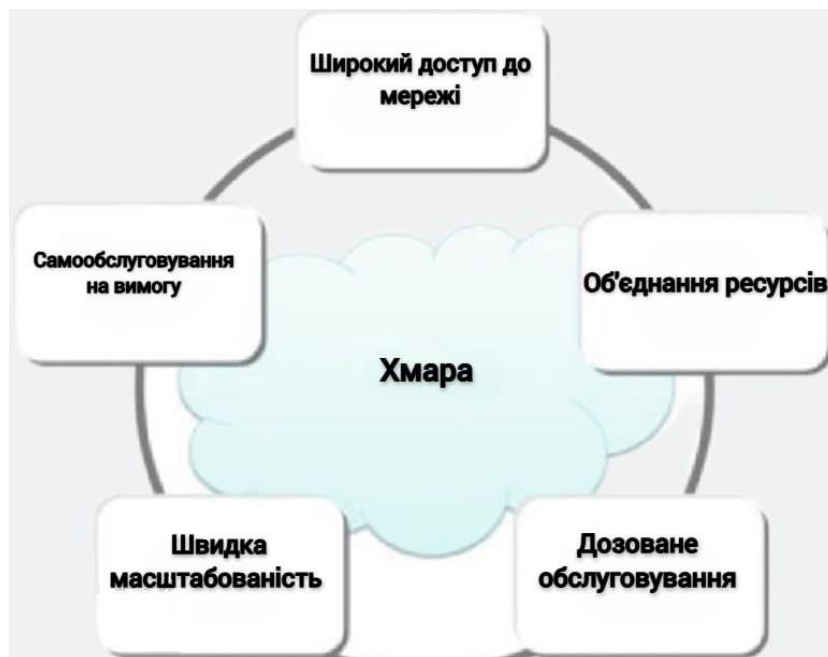 Широкий доступ до
мережі
Самообслуговування
на вимогу
Об'єднання ресурсів
Хмара
Швидка
масштабованість
Дозоване
обслуговування